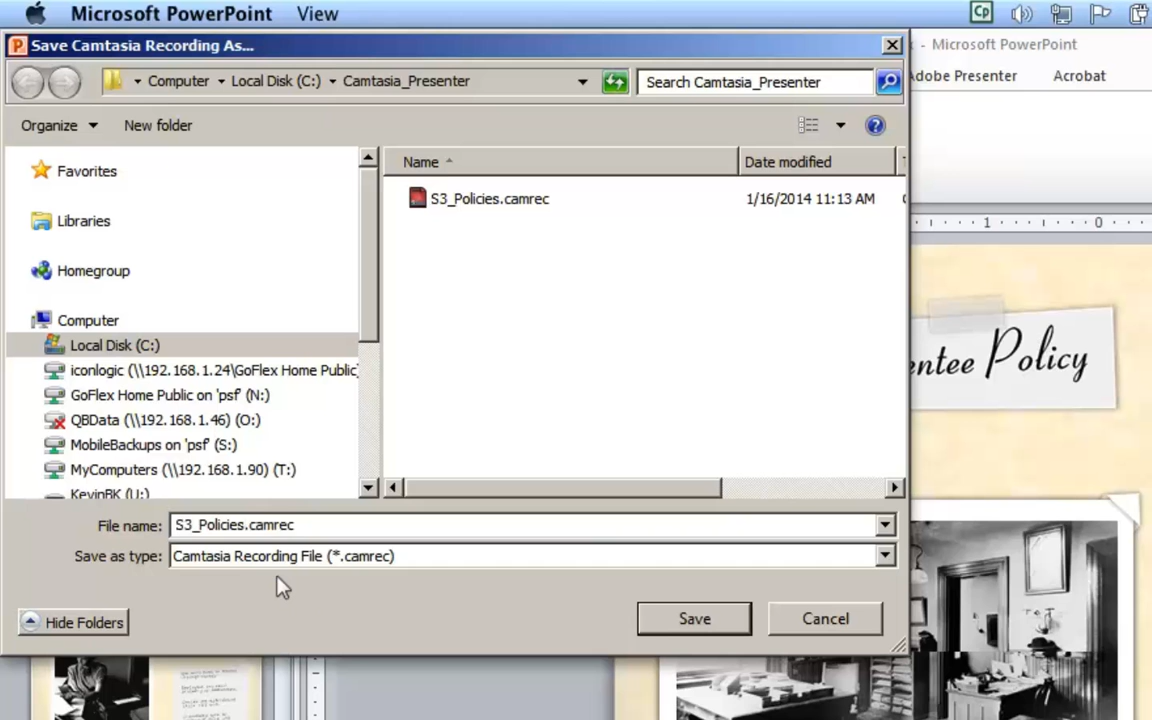 Microsoft PowerPoint View
Cp
Save Camtasia Recording As...
- Microsoft PowerPoint
Computer Local Disk (C:) Camtasia_Presenter
Search Camtasia_Presenter
Adobe Presenter Acrobat
Organize New folder
Name Date modified
Favorites
S3_Policies.camrec 1/16/2014 11:13 AM
Libraries
1 0
Homegroup
Computer
Local Disk (C:)
iconlogic (\\192.168.1.24\GoFlex Home Public)
GoFlex Home Public on 'psf' (N:)
QBData (\\192.168.1.46) (O:)
MobileBackups on 'psf' (S:)
MyComputers (\\192.168.1.90) (T:)
KevinBK (U:)
entee Policy
File name: S3_Policies.camrec
Save as type: Camtasia Recording File (*.camrec)
Hide Folders
Save Cancel